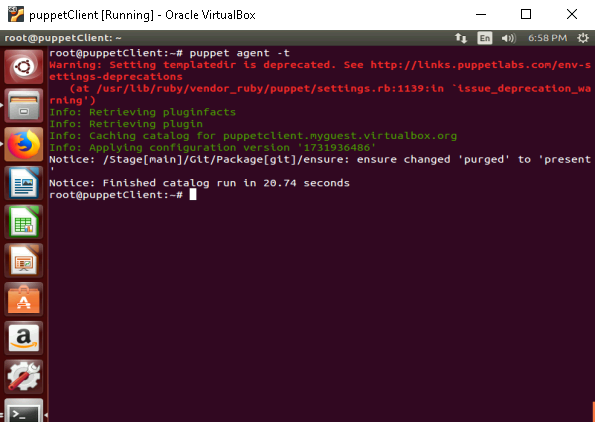 puppetClient [Running] - Oracle VirtualBox
root@puppetClient: ~
En
6:58 PM
root@puppetClient:~# puppet agent -t
Warning: Setting templatedir is deprecated. See http://links.puppetlabs.com/env-s
ettings-deprecations
(at /usr/lib/ruby/vendor_ruby/puppet/settings.rb:1139:in `issue_deprecation_wa
rning')
Info: Retrieving pluginfacts
Info: Retrieving plugin
Info: Caching catalog for puppetclient.myguest.virtualbox.org
Info: Applying configuration version '1731936486'
Notice: /Stage[main]/Git/Package[git]/ensure: ensure changed 'purged' to 'present
'
Notice: Finished catalog run in 20.74 seconds
root@puppetClient:~#